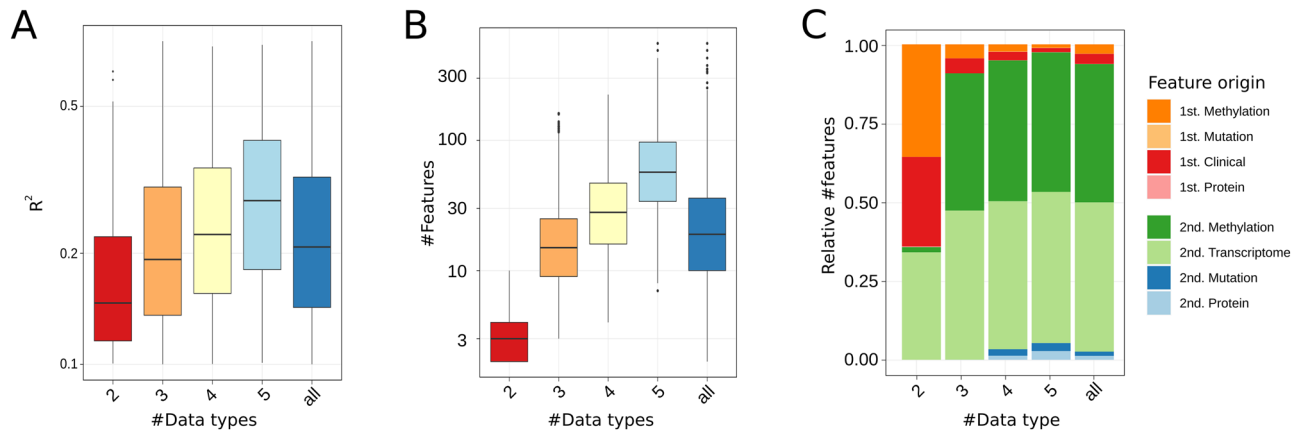 A
R²
0.5
0.2
0.1
2
3
4
5
all
#Data types
B
#Features
300
100
30
10
3
2
3
4
5
all
#Data types
C
Relative #features
1.00
0.75
0.50
0.25
0.00
2
3
4
5
all
#Data type
Feature origin
1st. Methylation
1st. Mutation
1st. Clinical
1st. Protein
2nd. Methylation
2nd. Transcriptome
2nd. Mutation
2nd. Protein